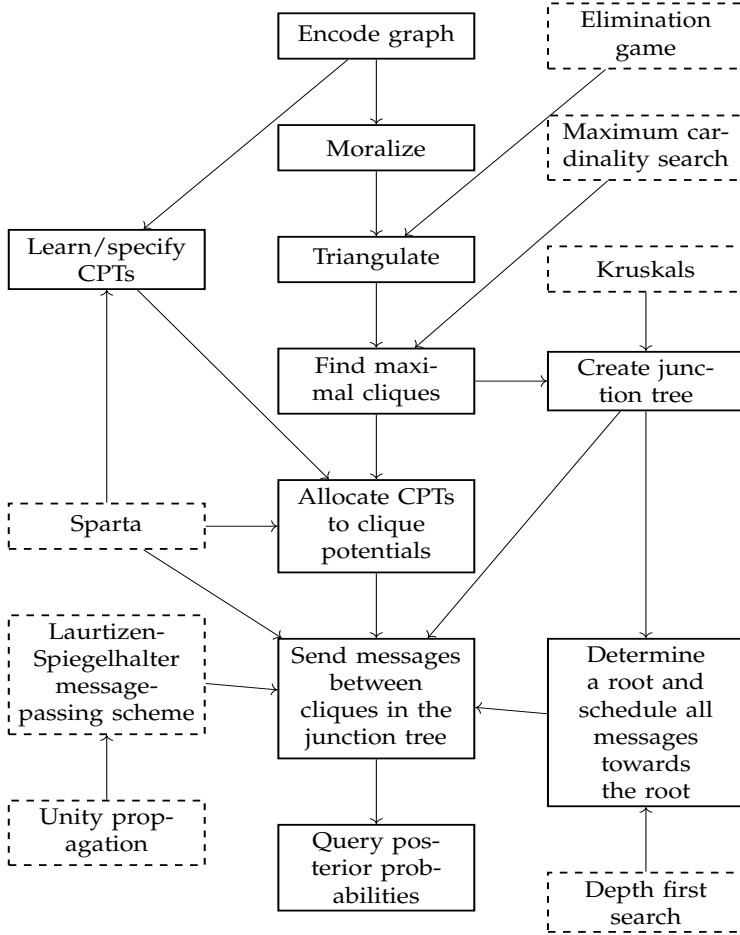 Encode graph
Elimination
game
Moralize
Maximum car-
dinality search
Learn/specify
CPTs
Triangulate
Kruskals
Find maxi-
mal cliques
Create junc-
tion tree
Sparta
Allocate CPTs
to clique
potentials
Laurtizen-
Spiegelhalter
message-
passing scheme
Send messages
between
cliques in the
junction tree
Determine
a root and
schedule all
messages
towards
the root
Unity prop-
agation
Query pos-
terior prob-
abilities
Depth first
search